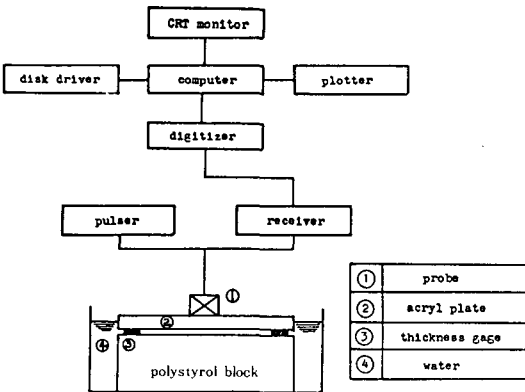 CRT monitor
disk driver
computer
plotter
digitizer
pulser
receiver
①
②
④
③
polystyrol block
① probe
② acryl plate
③ thickness gage
④ water